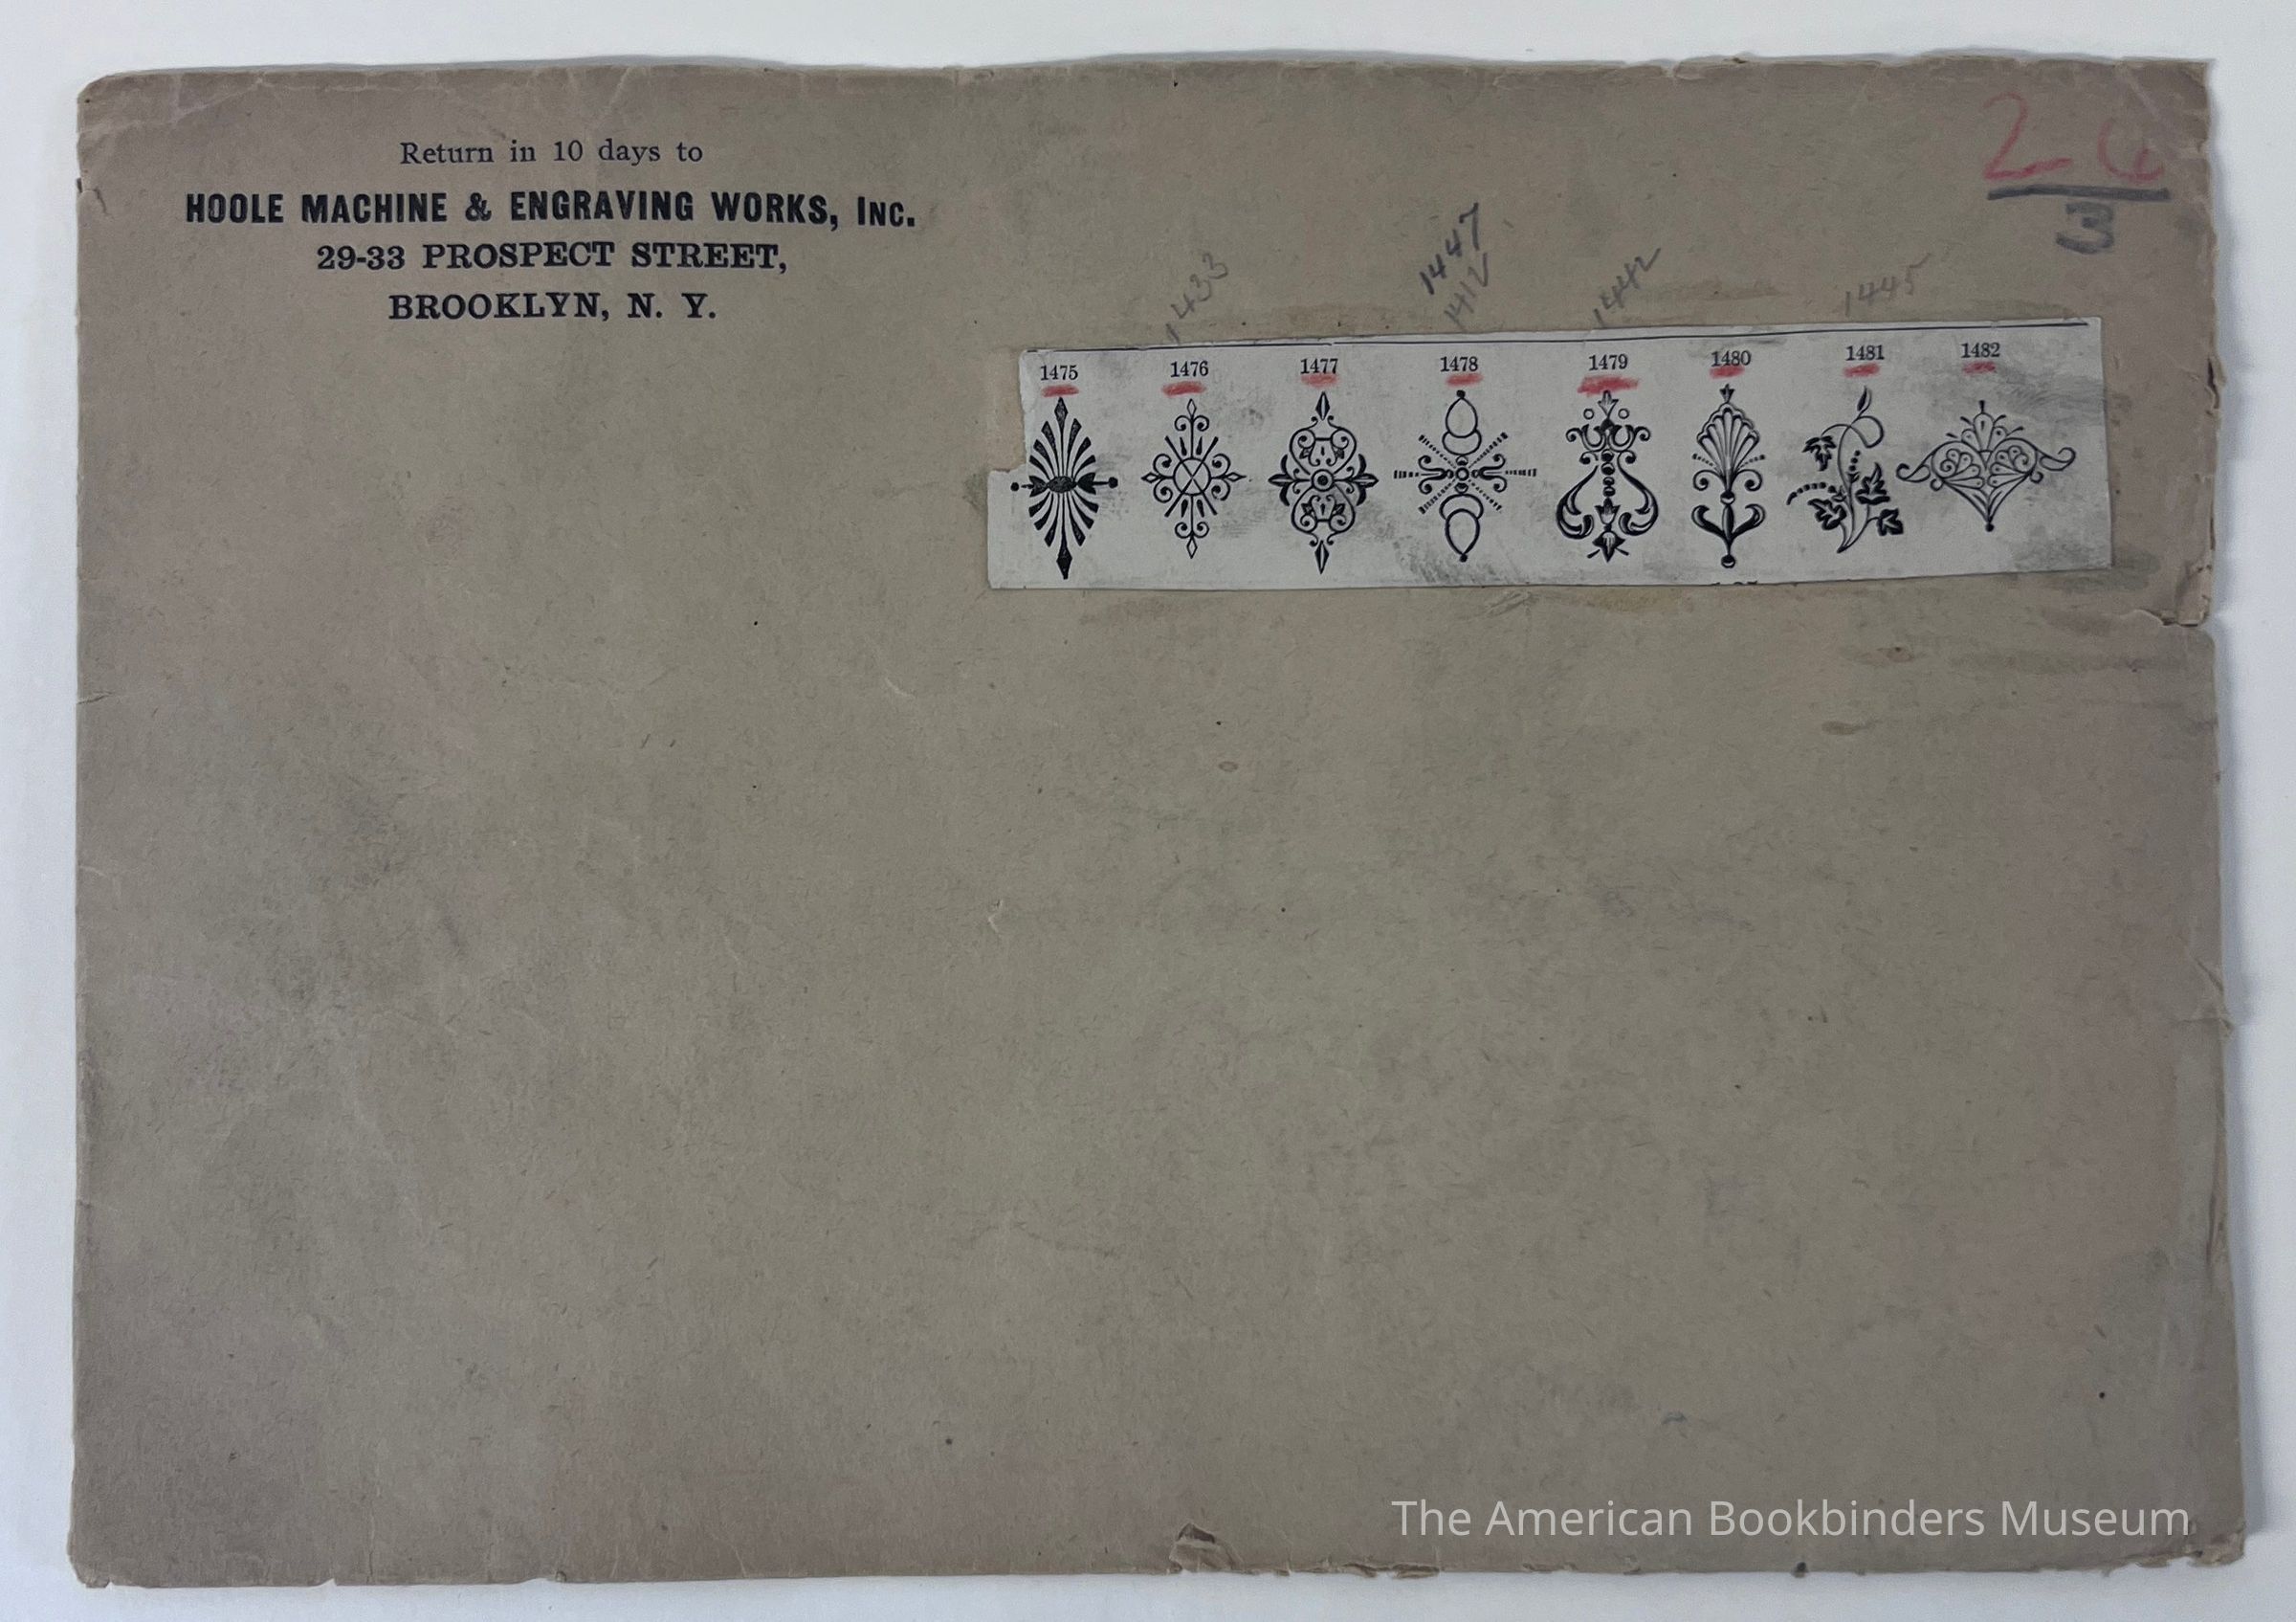 Return in 10 days to
HOOLE MACHINE & ENGRAVING WORKS, INC.
29-33 PROSPECT STREET,
BROOKLYN, N. Y.
26
3
1433
1447
1412
1442
1445
1475 1476 1477 1478 1479 1480 1481 1482
The American Bookbinders Museum